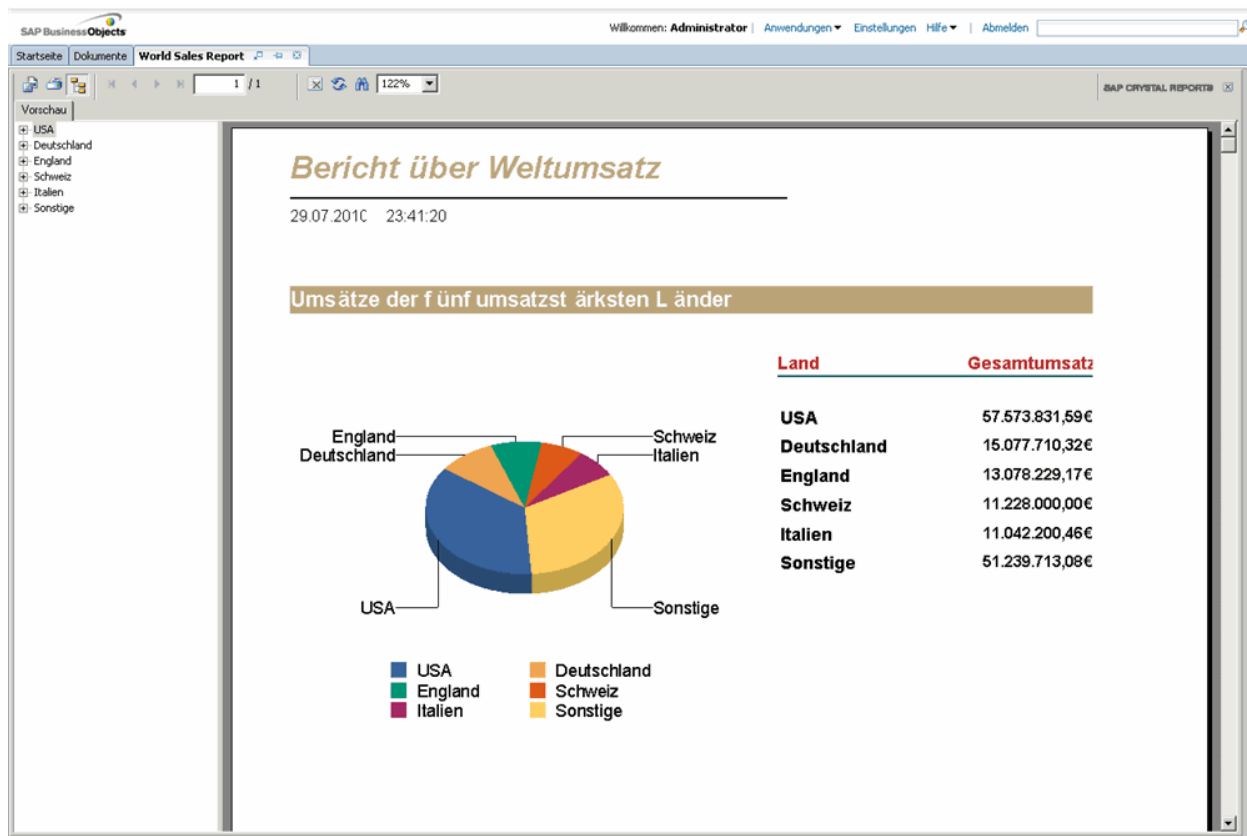 SAP BusinessObjects
Willkommen: Administrator | Anwendungen Einstellungen Hilfe | Abmelden
Startseite Dokumente World Sales Report
1 /1 122% SAP CRYSTAL REPORTS
Vorschau
USA
Deutschland
England
Schweiz
Italien
Sonstige
Bericht über Weltumsatz
29.07.2010 23:41:20
Umsätze der f ünf umsatzst ärksten L änder
Land Gesamtumsatz
USA 57.573.831,59€
Deutschland 15.077.710,32€
England 13.078.229,17€
Schweiz 11.228.000,00€
Italien 11.042.200,46€
Sonstige 51.239.713,08€
England Schweiz
Deutschland Italien
USA Sonstige
USA Deutschland
England Schweiz
Italien Sonstige